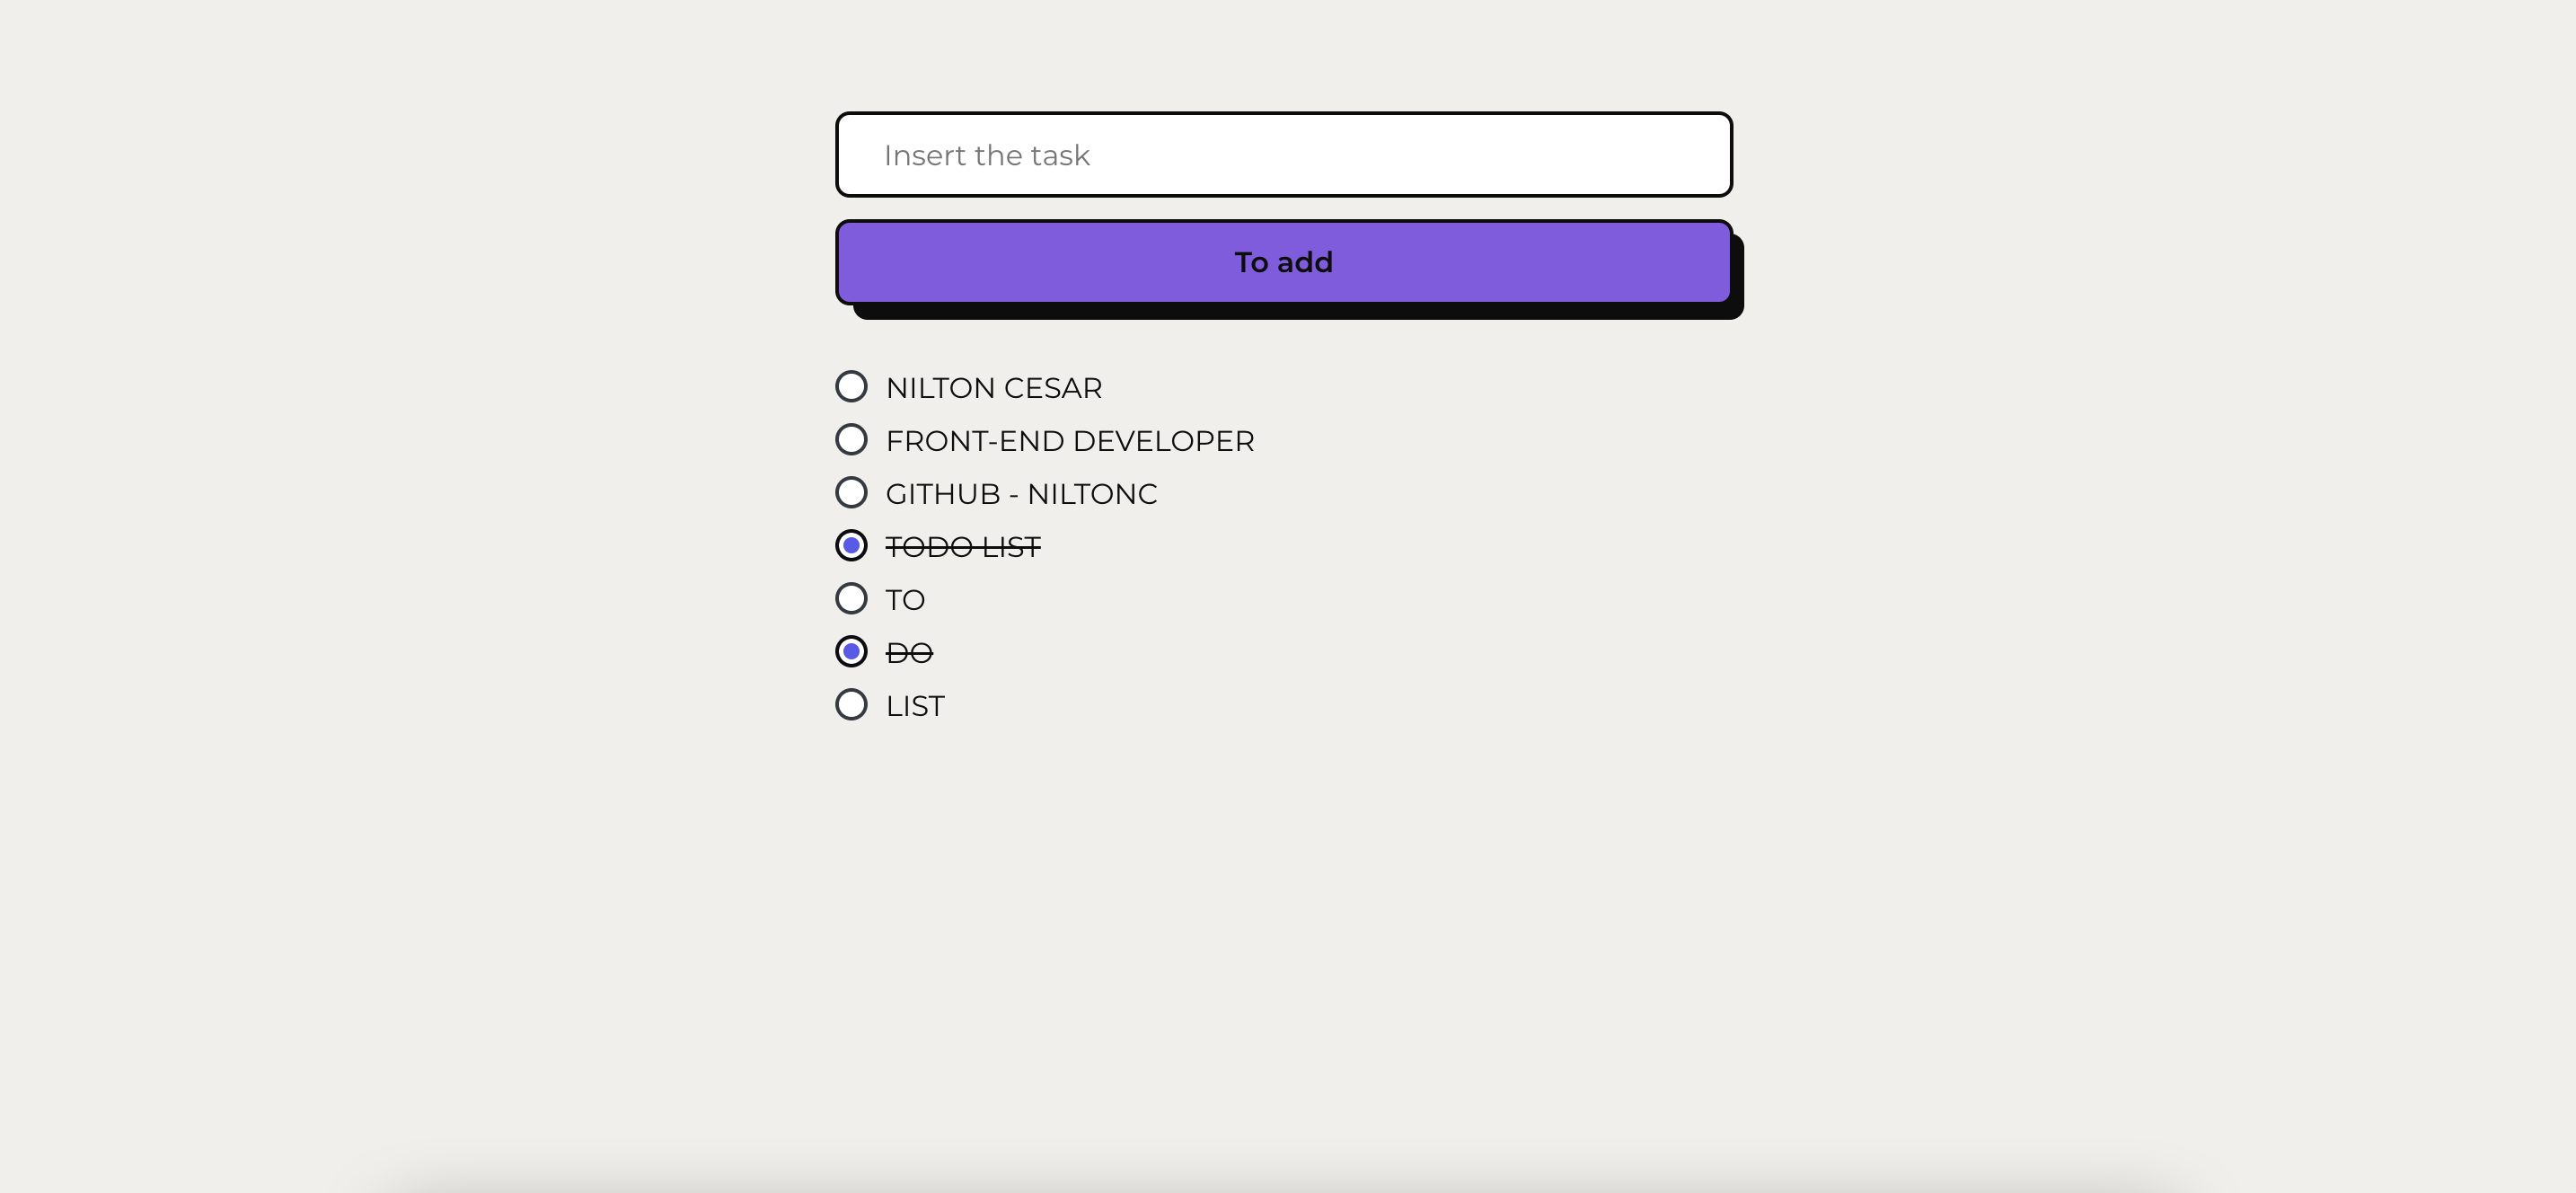 Insert the task
To add
NILTON CESAR
FRONT-END DEVELOPER
GITHUB - NILTONC
TODO LIST
TO
DO
LIST